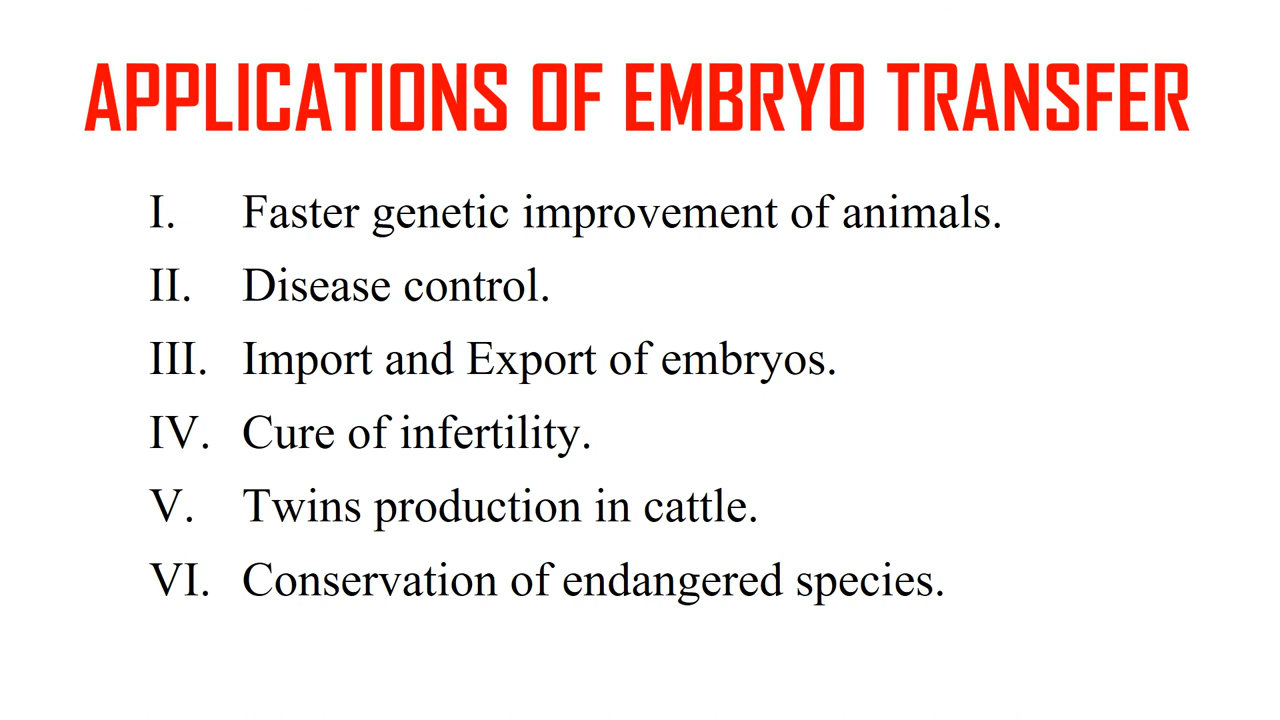 APPLICATIONS OF EMBRYO TRANSFER
I. Faster genetic improvement of animals.
II. Disease control.
III. Import and Export of embryos.
IV. Cure of infertility.
V. Twins production in cattle.
VI. Conservation of endangered species.